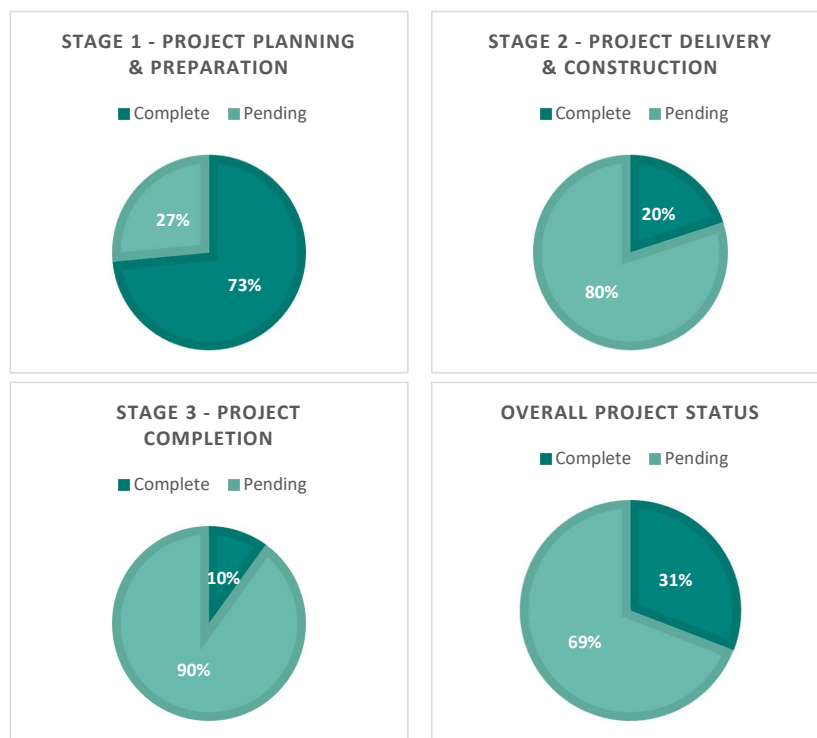 STAGE 1 - PROJECT PLANNING
& PREPARATION
Complete Pending
27%
73%
STAGE 2 - PROJECT DELIVERY
& CONSTRUCTION
Complete Pending
20%
80%
STAGE 3 - PROJECT
COMPLETION
Complete Pending
10%
90%
OVERALL PROJECT STATUS
Complete Pending
31%
69%